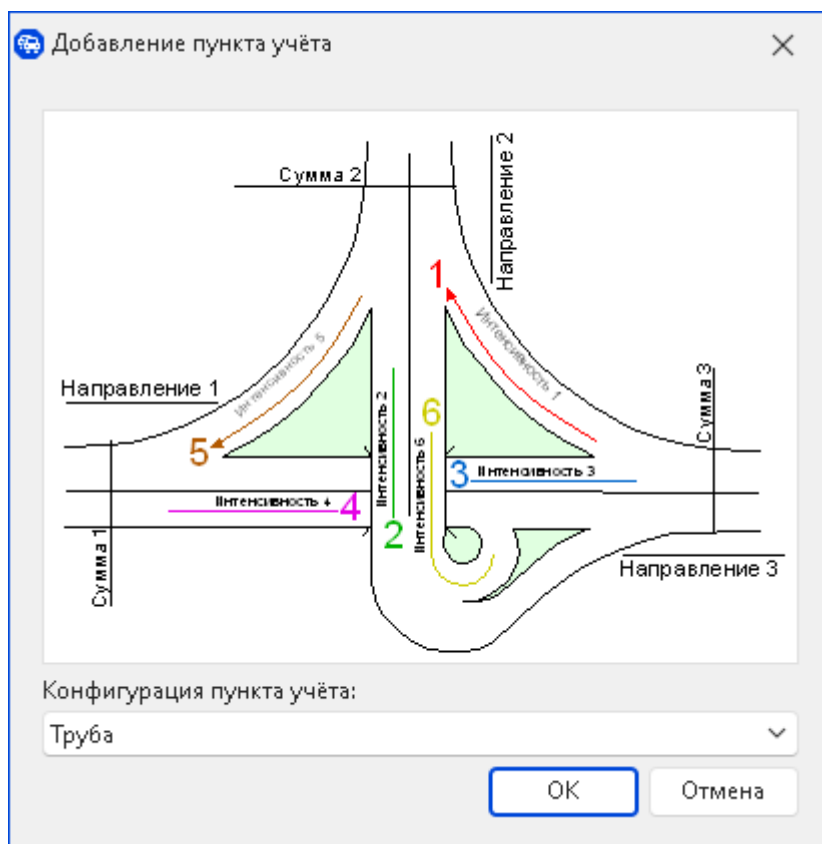 Добавление пункта учёта
Сумма 2
Направление 2
1
Интенсивность 1
Интенсивность 5
Направление 1
Интенсивность 2
6
Сумма 3
5
Интенсивность 6
3
Интенсивность 3
Интенсивность 4
4
2
Сумма 1
Направление 3
Конфигурация пункта учёта:
Труба
OK
Отмена